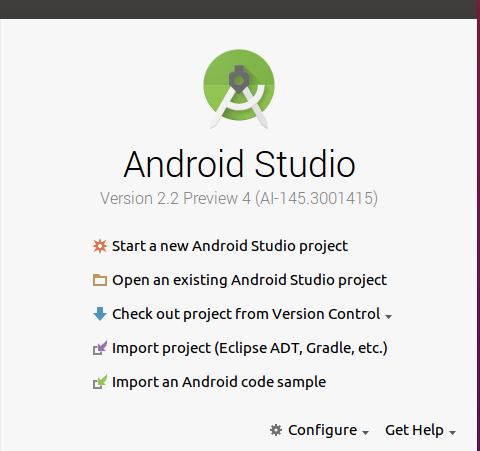 Android Studio
Version 2.2 Preview 4 (AI-145.3001415)
Start a new Android Studio project
Open an existing Android Studio project
Check out project from Version Control
Import project (Eclipse ADT, Gradle, etc.)
Import an Android code sample
Configure Get Help